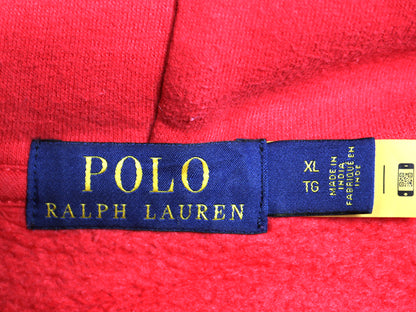 POLO
RALPH LAUREN
XL
TG
MADE IN
INDIA
FABRIQUÉ EN
INDE